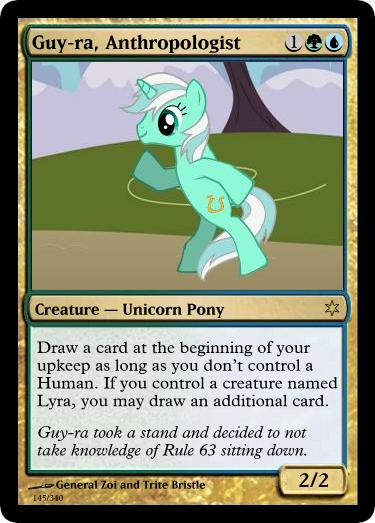 Guy-ra, Anthropologist 1
Creature — Unicorn Pony
Draw a card at the beginning of your
upkeep as long as you don't control a
Human. If you control a creature named
Lyra, you may draw an additional card.
Guy-ra took a stand and decided to not
take knowledge of Rule 63 sitting down.
2/2
General Zoi and Trite Bristle
145/340